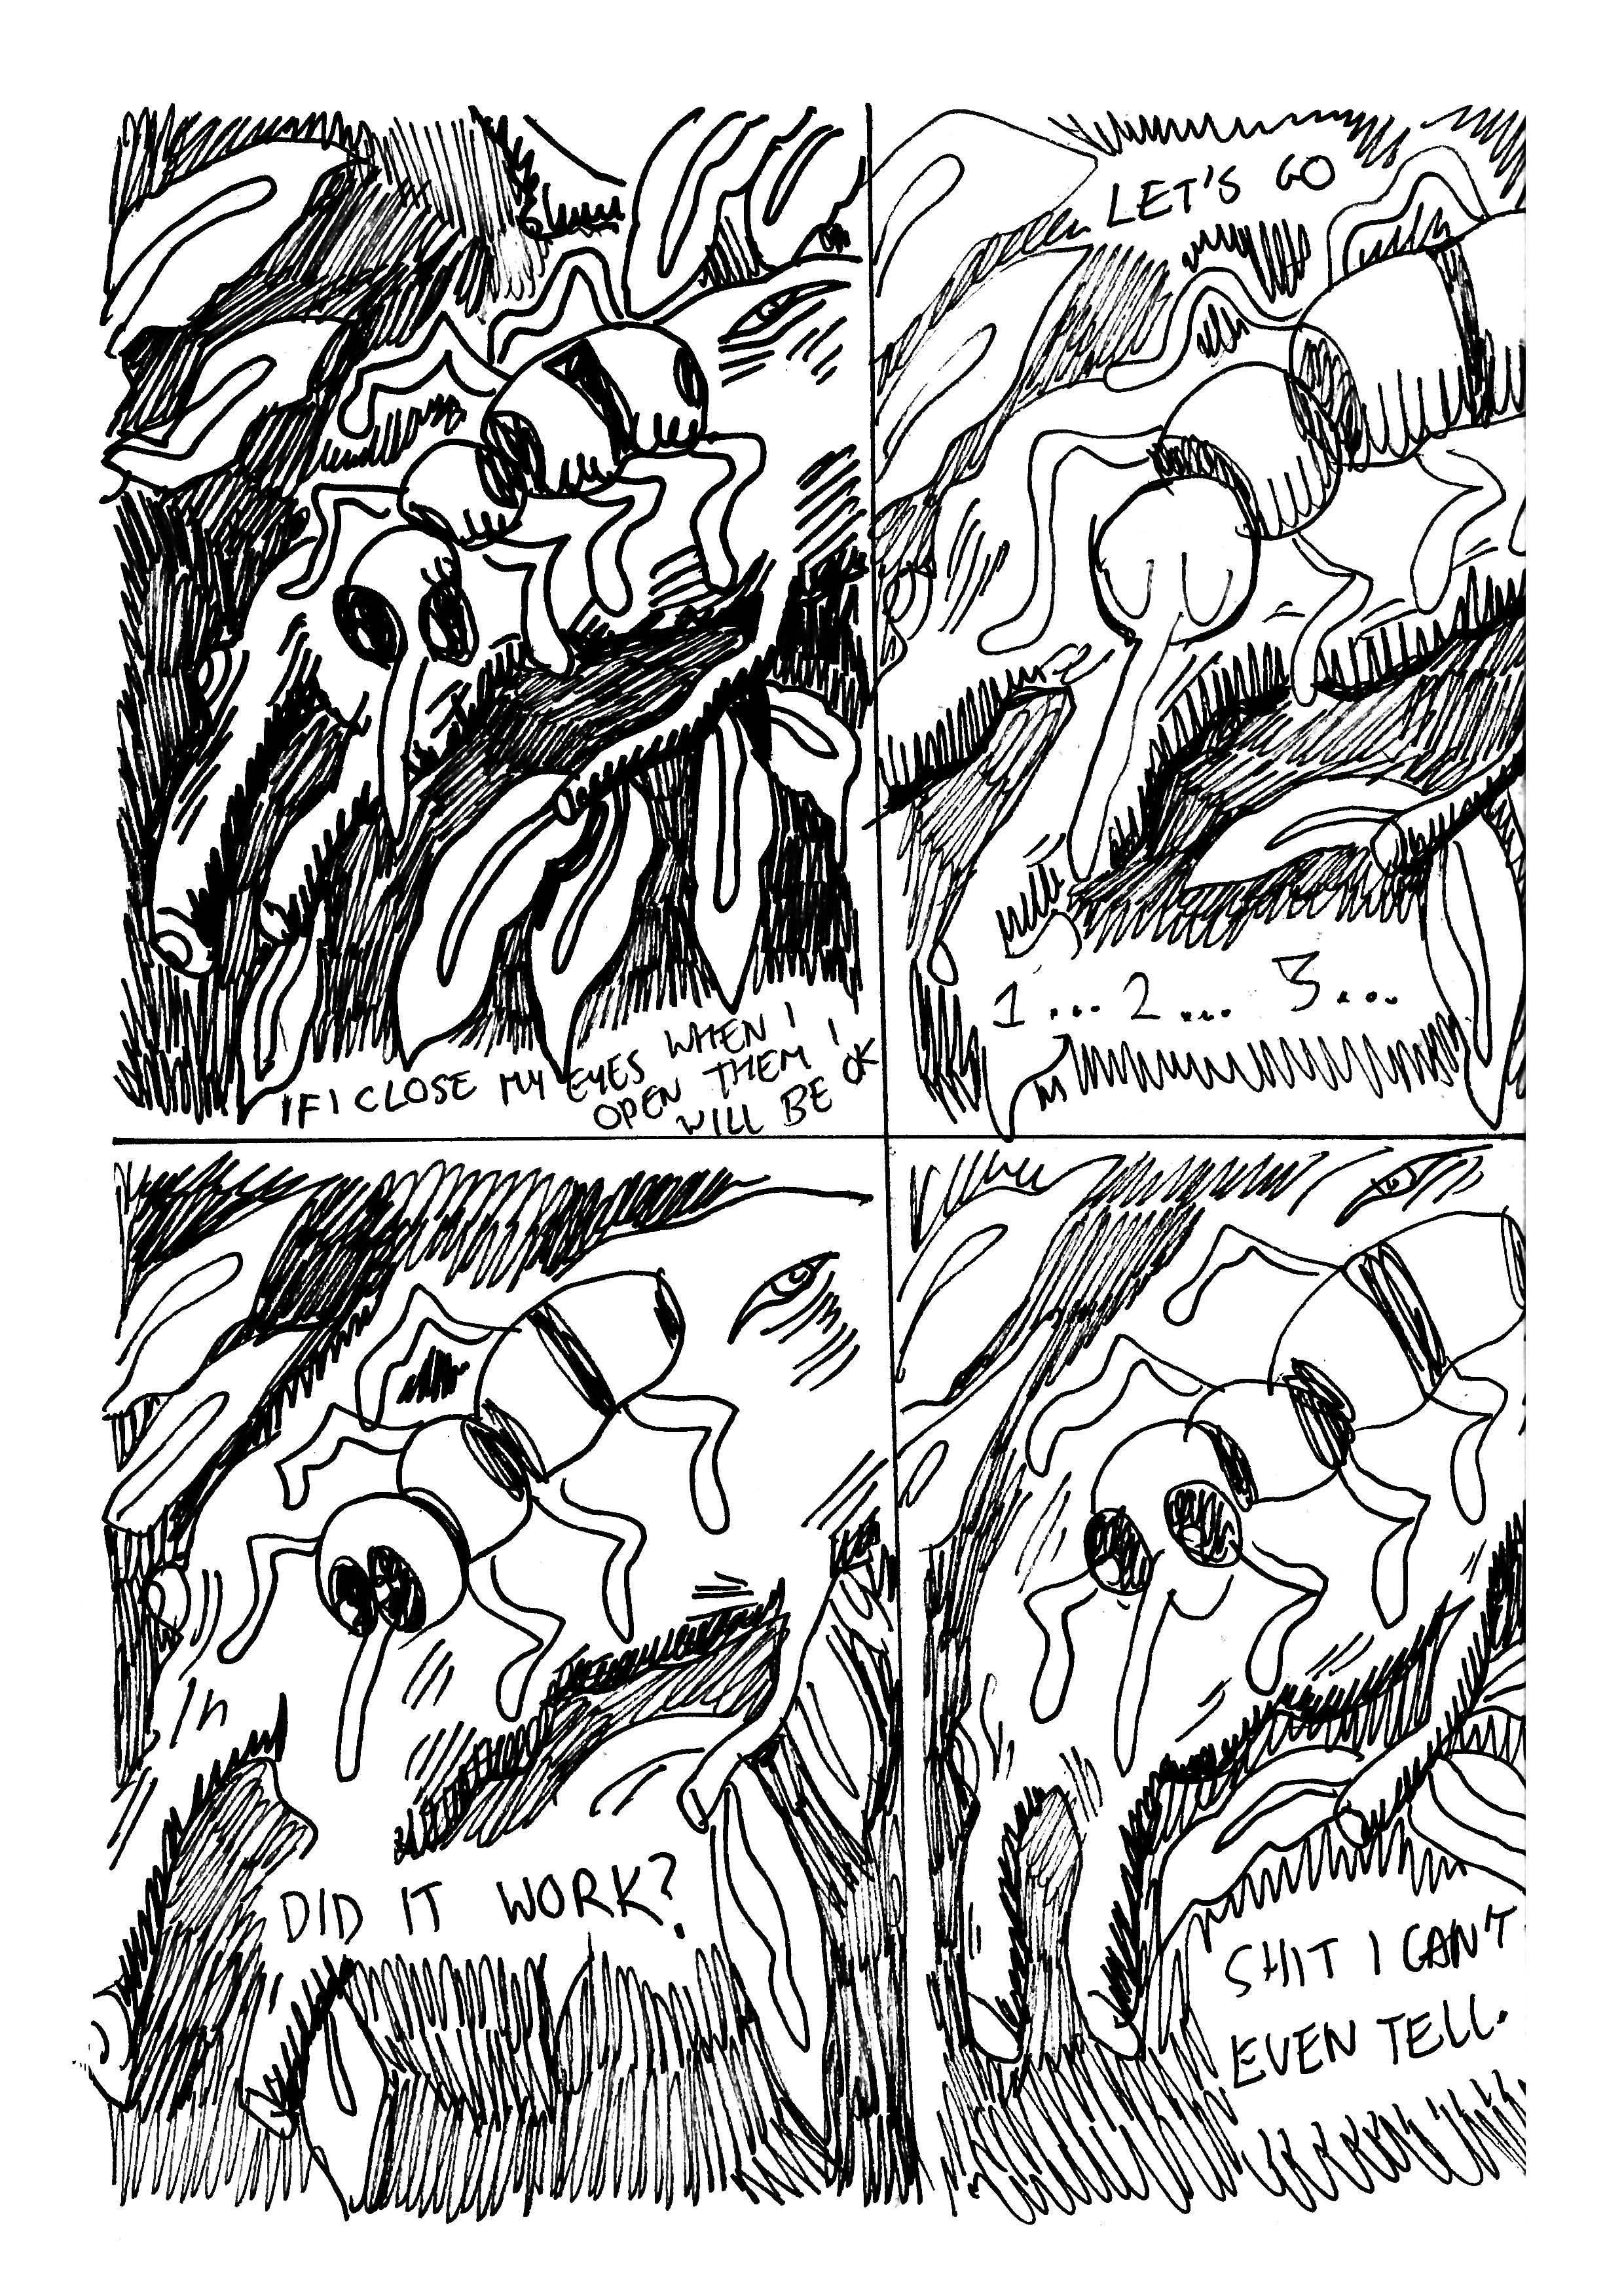 IF I CLOSE MY EYES WHEN I
OPEN THEM I
WILL BE OK
LET'S GO
1... 2... 3...
DID IT WORK?
SHIT I CAN'T
EVEN TELL.